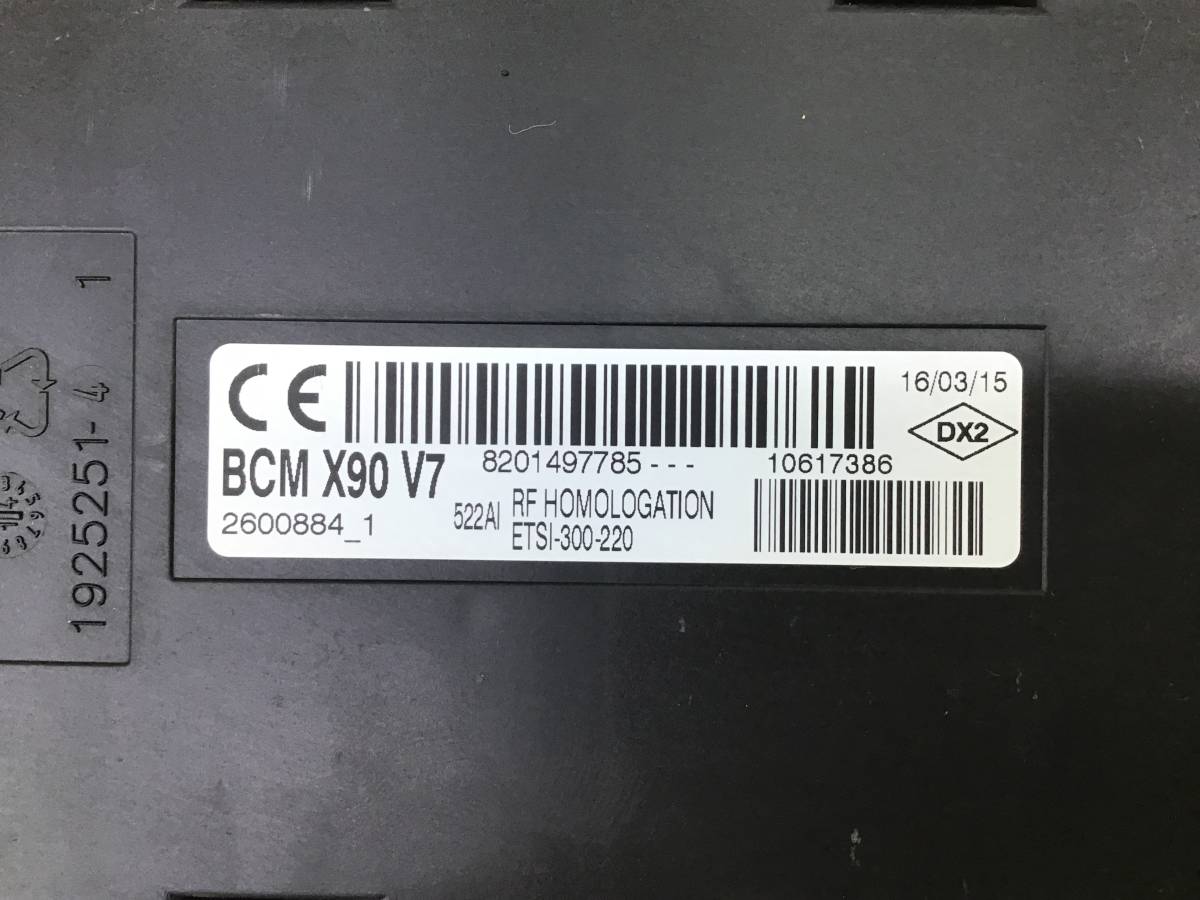 CE
16/03/15
DX2
BCM X90 V7
8201497785---
10617386
2600884_1
522AI
RF HOMOLOGATION
ETSI-300-220
1925251-4 1
14